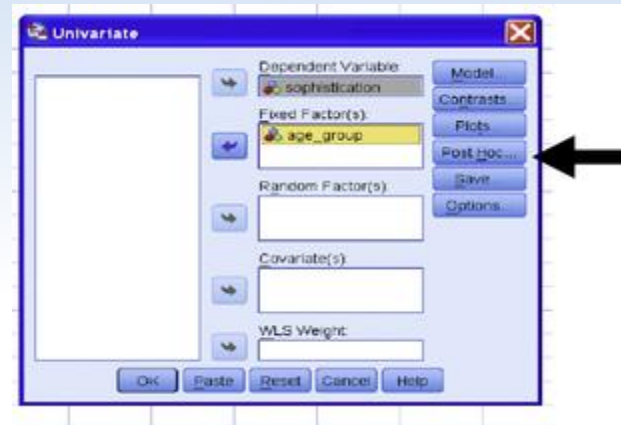 Univariate
Dependent Variable
sophistication
Fixed Factor(s):
age_group
Random Factor(s)
Covariate(s)
WLS Weight:
Model...
Contrasts...
Plots
Post Hoc...
Save
Options...
OK Paste Reset Cancel Help